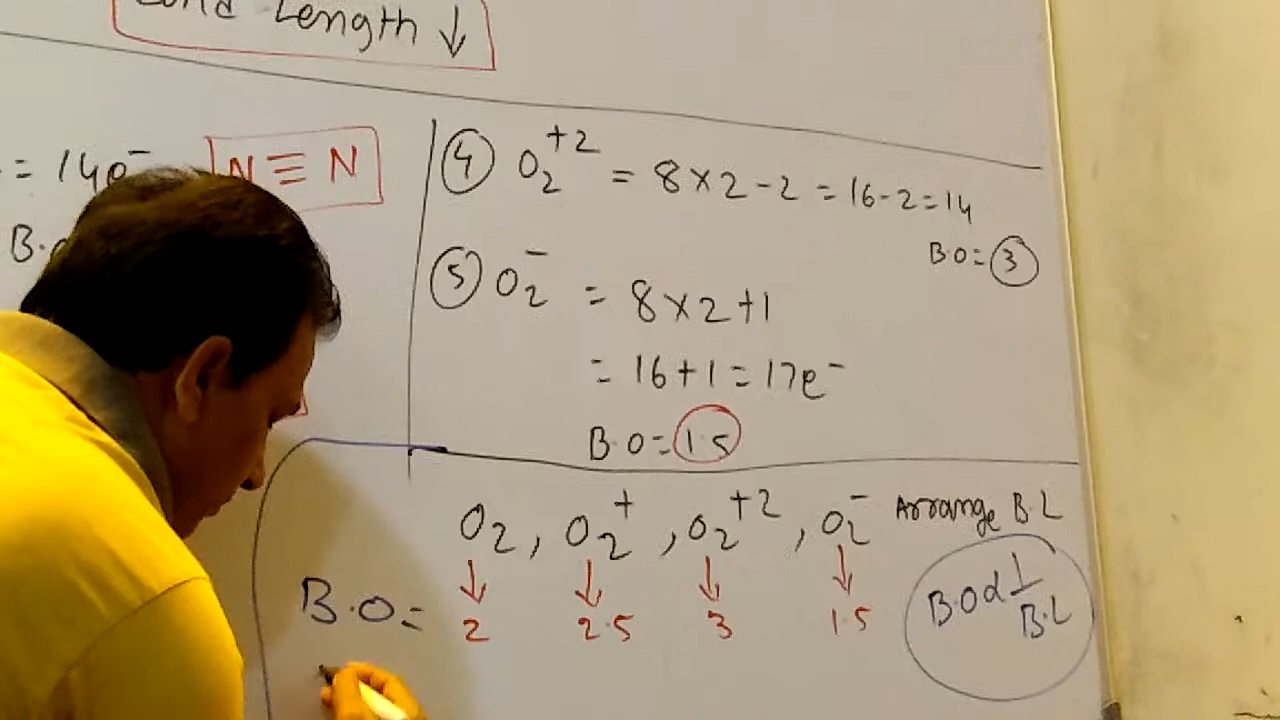 Length ↓
= 14e⁻ N ≡ N
B.O
④ O₂⁺² = 8×2-2 = 16-2=14
B.O=③
⑤ O₂⁻ = 8×2+1
= 16+1=17e⁻
B.O=1.5
O₂, O₂⁺, O₂⁺², O₂⁻ Arrange B.L
↓ ↓ ↓ ↓
B.O= 2 2.5 3 1.5
B.O α 1/B.L